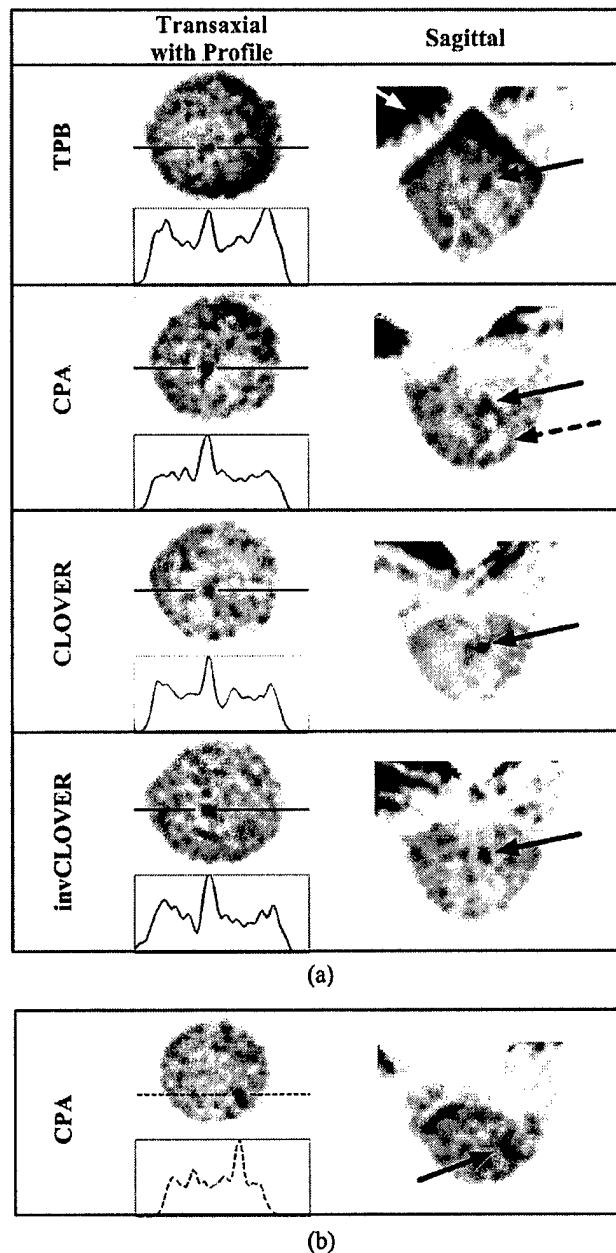 Transaxial
with Profile
Sagittal
TPB
CPA
CLOVER
invCLOVER
(a)
CPA
(b)